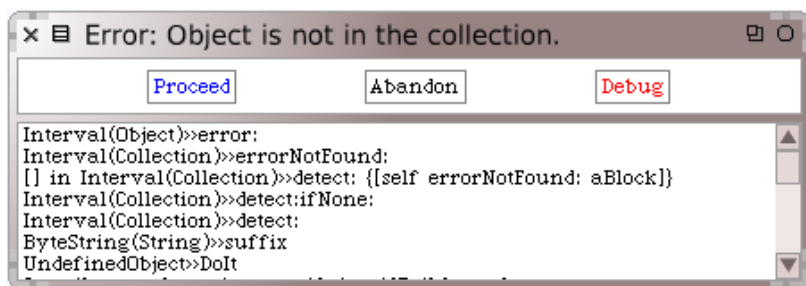 Error: Object is not in the collection.
Proceed Abandon Debug
Interval(Object)»error:
Interval(Collection)»errorNotFound:
[] in Interval(Collection)»detect: {[self errorNotFound: aBlock]}
Interval(Collection)»detect:ifNone:
Interval(Collection)»detect:
ByteString(String)»suffix
UndefinedObject»DoIt